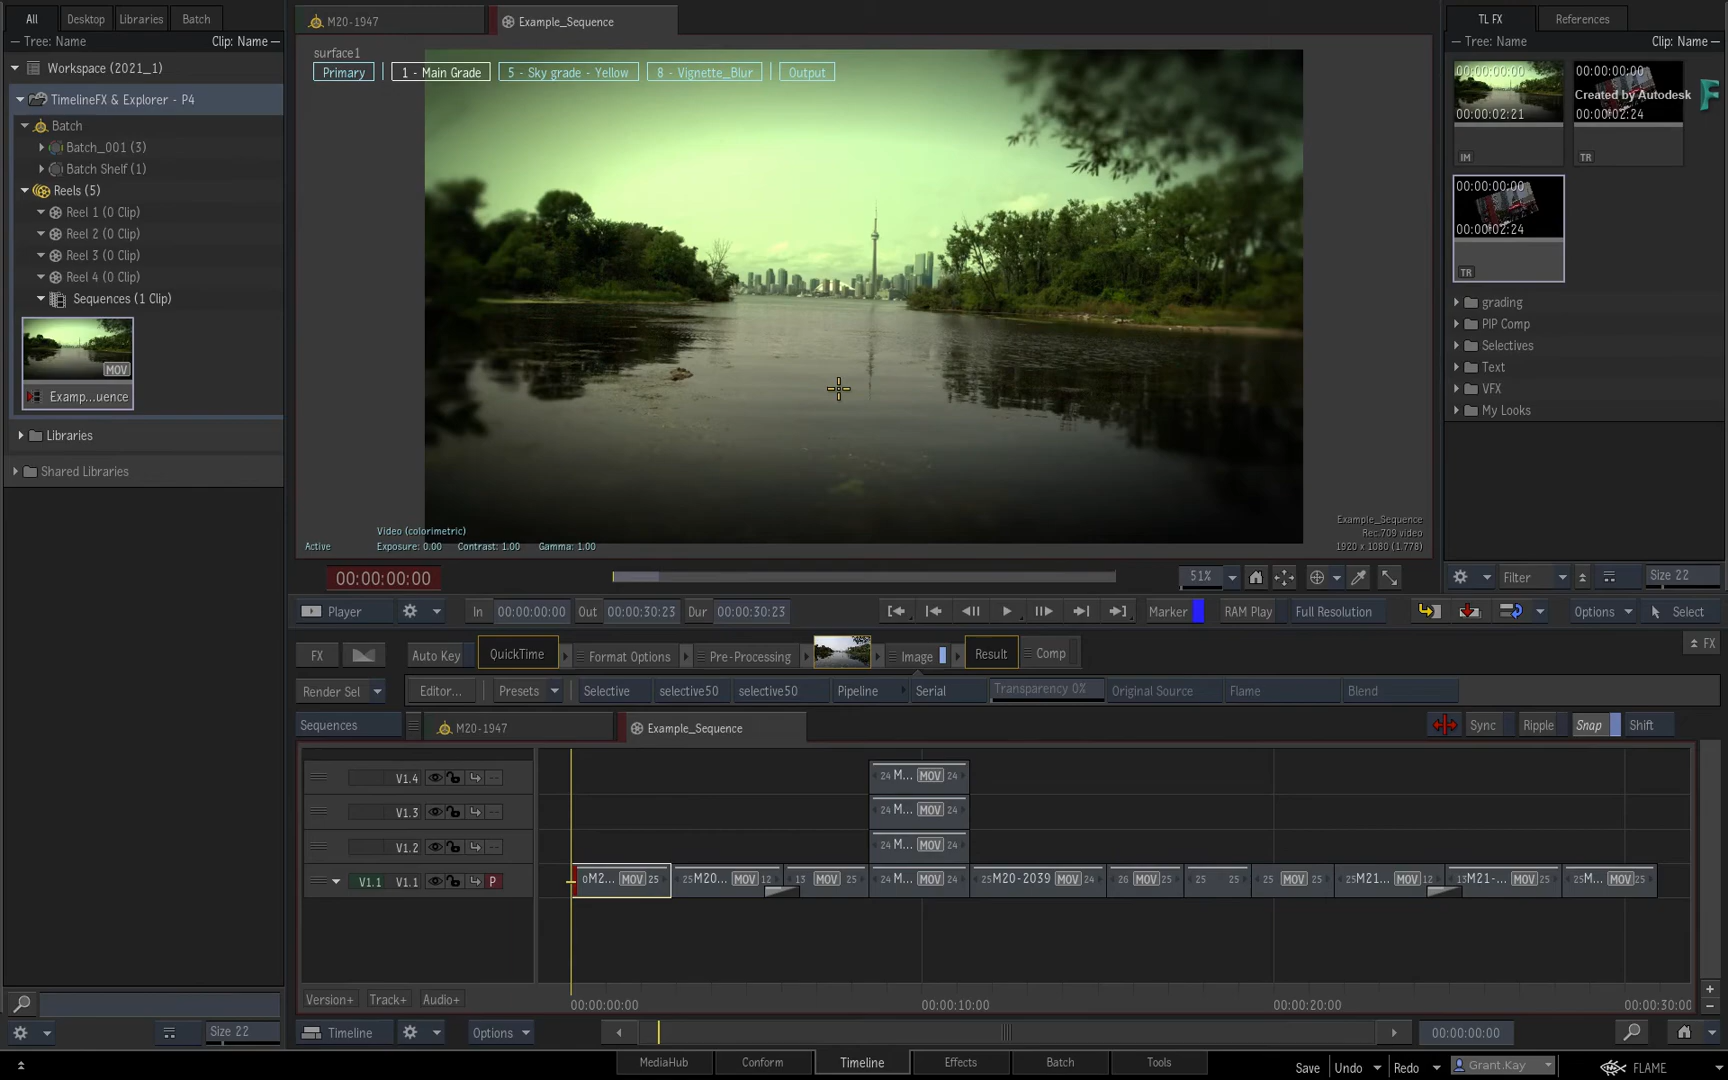 All Desktop Libraries Batch
Tree: Name Clip: Name
Workspace (2021_1)
TimelineFX & Explorer - P4
Batch
Batch_001 (3)
Batch Shelf (1)
Reels (5)
Reel 1 (0 Clip)
Reel 2 (0 Clip)
Reel 3 (0 Clip)
Reel 4 (0 Clip)
Sequences (1 Clip)
MOV
Examp...uence
Libraries
Shared Libraries
Size 22
M20-1947 Example_Sequence
surface1
Primary 1 - Main Grade 5 - Sky grade - Yellow 8 - Vignette_Blur Output
Video (colorimetric)
Active Exposure: 0.00 Contrast: 1.00 Gamma: 1.00
Example_Sequence
Rec.709 video
1920 x 1080 (1.778)
00:00:00:00 51%
Player In 00:00:00:00 Out 00:00:30:23 Dur 00:00:30:23 Marker RAM Play Full Resolution Options Select
TL FX References
Tree: Name Clip: Name
00:00:00:00 00:00:00:00
Created by Autodesk
00:00:02:21 00:00:02:24
IM TR
00:00:00:00
00:00:02:24
TR
grading
PIP Comp
Selectives
Text
VFX
My Looks
Filter Size 22
FX Auto Key QuickTime Format Options Pre-Processing Image Result Comp FX
Render Sel Editor... Presets Selective selective50 selective50 Pipeline Serial Transparency 0% Original Source Flame Blend
Sequences M20-1947 Example_Sequence Sync Ripple Snap Shift
V1.4 24 M... MOV 24
V1.3 24 M... MOV 24
V1.2 24 M... MOV 24
V1.1 V1.1 P 0M2... MOV 25 25M20... MOV 12 13 MOV 25 24 M... MOV 24 25M20-2039 MOV 24 26 MOV 25 25 25 25 MOV 25 25M21... MOV 12 13M21-... MOV 25 25M... MOV 25
Version+ Track+ Audio+ 00:00:00:00 00:00:10:00 00:00:20:00 00:00:30:00
Timeline Options 00:00:00:00
MediaHub Conform Timeline Effects Batch Tools Save Undo Redo Grant.Kay FLAME